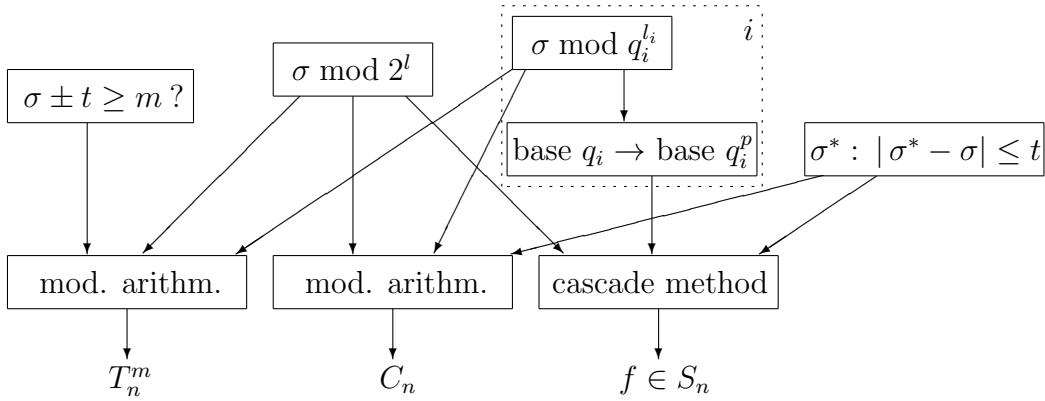 σ mod q_i^{l_i}
i
σ mod 2^l
σ ± t ≥ m ?
base q_i → base q_i^p
σ* : | σ* − σ| ≤ t
mod. arithm.
mod. arithm.
cascade method
T_n^m
C_n
f ∈ S_n